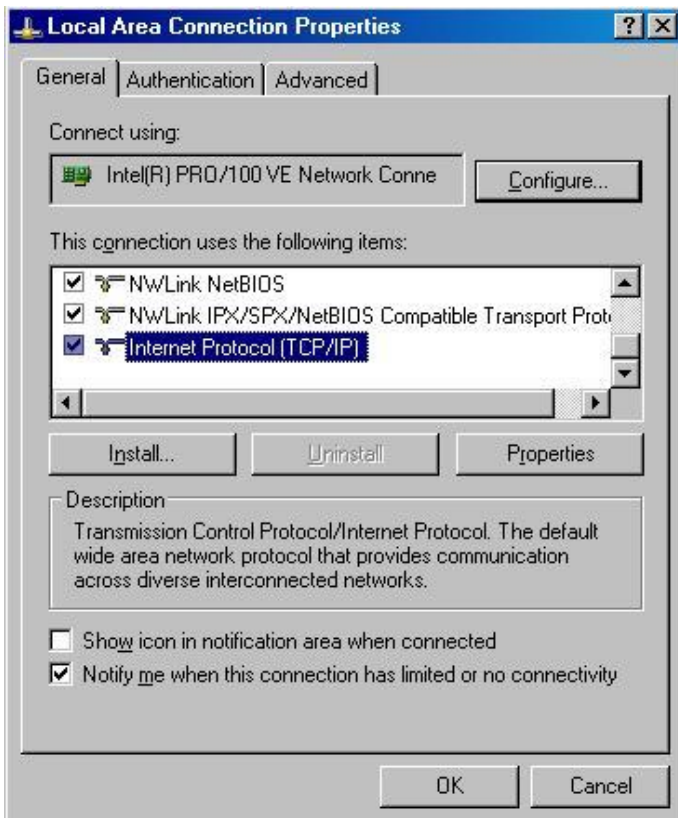 Local Area Connection Properties
General Authentication Advanced
Connect using:
Intel(R) PRO/100 VE Network Conne
Configure...
This connection uses the following items:
NWLink NetBIOS
NWLink IPX/SPX/NetBIOS Compatible Transport Proto
Internet Protocol (TCP/IP)
Install... Uninstall Properties
Description
Transmission Control Protocol/Internet Protocol. The default
wide area network protocol that provides communication
across diverse interconnected networks.
Show icon in notification area when connected
Notify me when this connection has limited or no connectivity
OK Cancel